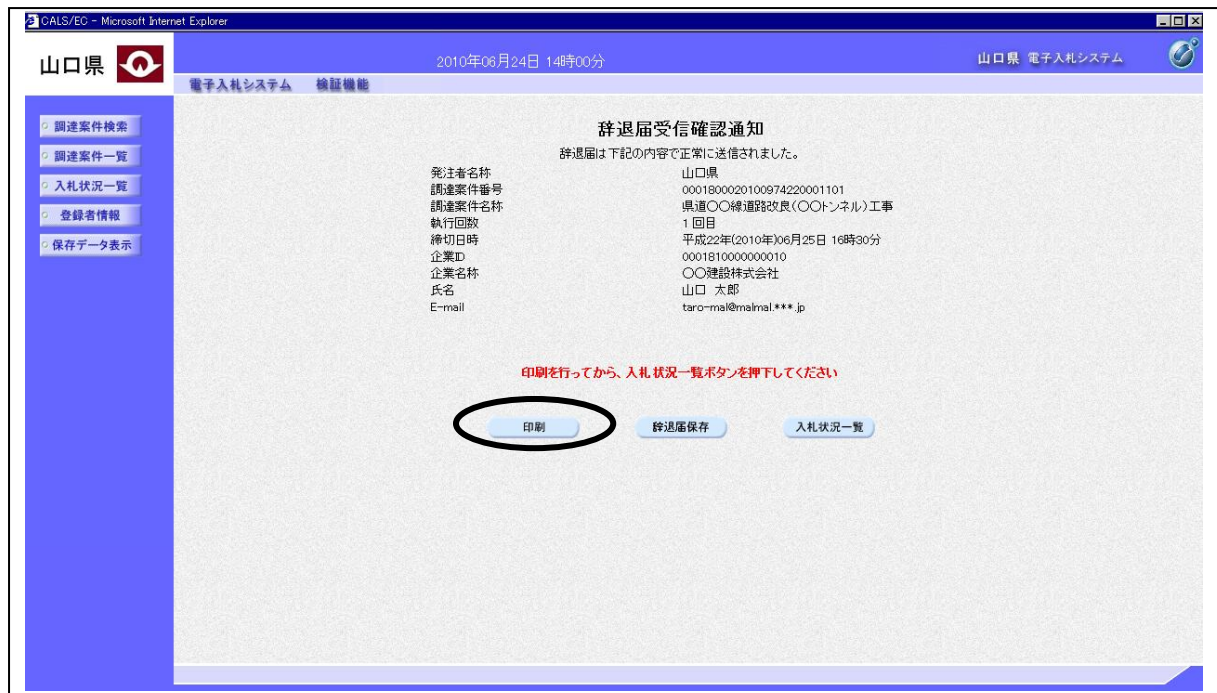 CALS/EC - Microsoft Internet Explorer
山口県
2010年06月24日 14時00分
山口県 電子入札システム
電子入札システム 検証機能
調達案件検索
調達案件一覧
入札状況一覧
登録者情報
保存データ表示
辞退届受信確認通知
辞退届は下記の内容で正常に送信されました。
発注者名称 山口県
調達案件番号 0001800020100974220001101
調達案件名称 県道〇〇線道路改良(〇〇トンネル)工事
執行回数 1回目
締切日時 平成22年(2010年)06月25日 16時30分
企業ID 0001810000000010
企業名称 〇〇建設株式会社
氏名 山口 太郎
E-mail taro-mal@malmal.***.jp
印刷を行ってから、入札状況一覧ボタンを押下してください
印刷 辞退届保存 入札状況一覧